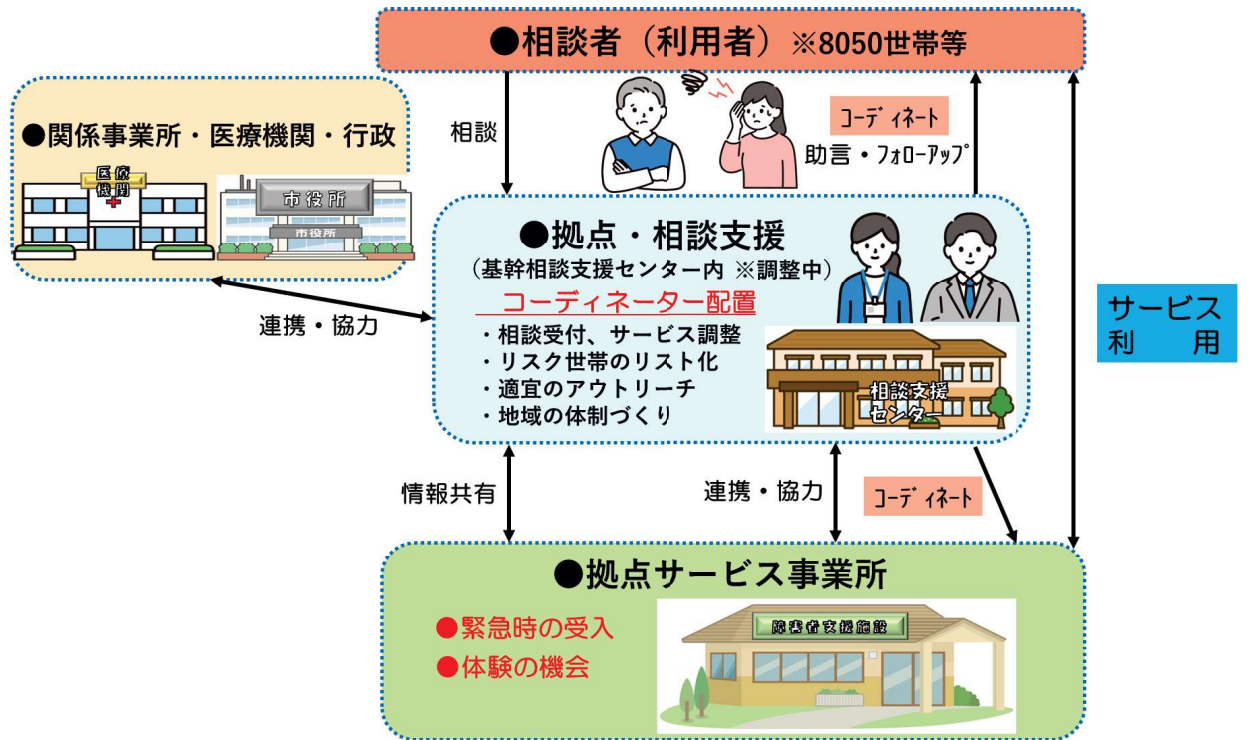 ●相談者（利用者）※8050世帯等
●関係事業所・医療機関・行政
医療
機関
市役所
市役所
相談
コーディネート
助言・フォローアップ
●拠点・相談支援
（基幹相談支援センター内 ※調整中）
コーディネーター配置
・相談受付、サービス調整
・リスク世帯のリスト化
・適宜のアウトリーチ
・地域の体制づくり
相談支援
センター
連携・協力
サービス
利　　用
情報共有
連携・協力
コーディネート
●拠点サービス事業所
●緊急時の受入
●体験の機会
障害者支援施設